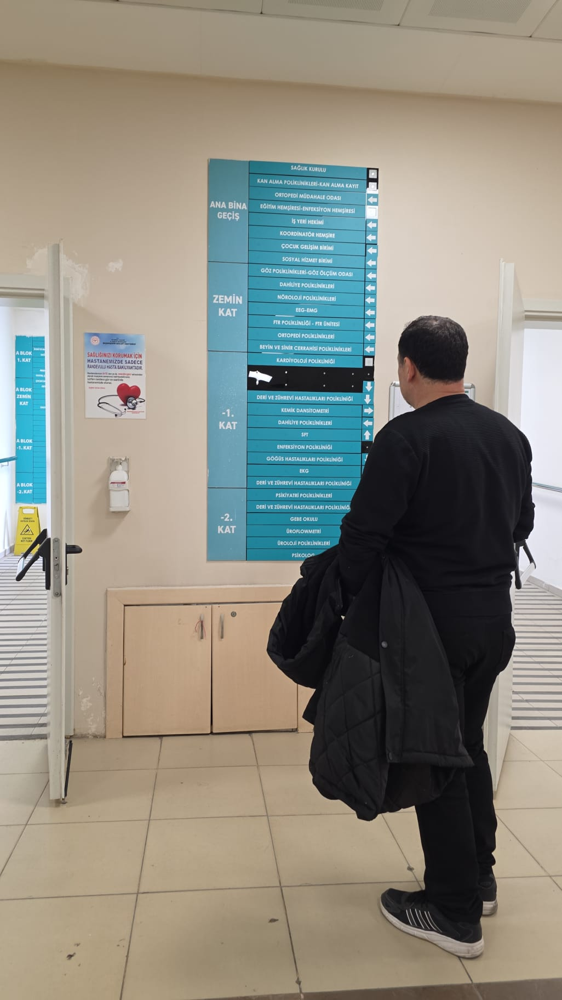 ANA BİNA
GEÇİŞ
SAĞLIK KURULU
KAN ALMA POLİKLİNİKLERİ-KAN ALMA KAYIT
ORTOPEDİ MÜDAHALE ODASI
EĞİTİM HEMŞİRESİ-ENFEKSİYON HEMŞİRESİ
İŞ YERİ HEKİMİ
KOORDİNATÖR HEMŞİRE
ÇOCUK GELİŞİM BİRİMİ
SOSYAL HİZMET BİRİMİ
ZEMİN
KAT
GÖZ POLİKLİNİKLERİ-GÖZ ÖLÇÜM ODASI
DAHİLİYE POLİKLİNİKLERİ
NÖROLOJİ POLİKLİNİKLERİ
EEG-EMG
FTR POLİKLİNLİĞİ - FTR ÜNİTESİ
ORTOPEDİ POLİKLİNİKLERİ
BEYİN VE SİNİR CERRAHİSI POLİKLİNİKLERİ
-1.
KAT
KARDİYOLOJİ POLİKLİNİĞİ
DERİ VE ZÜHREVİ HASTALIKLARI POLİKLİNİĞİ
KEMİK DANSİTOMETRİ
DAHİLİYE POLİKLİNİKLERİ
SFT
ENFEKSİYON POLİKLİNİĞİ
GÖĞÜS HASTALIKLARI POLİKLİNİĞİ
EKG
DERİ VE ZÜHREVİ HASTALIKLARI POLİKLİNİĞİ
-2.
KAT
PSİKİYATRİ POLİKLİNİKLERİ
DERİ VE ZÜHREVİ HASTALIKLARI POLİKLİNİĞ
GEBE OKULU
ÜROFLOWMETRİ
ÜROLOJİ POLİKLİNİKLERİ
PSİKOLOG
A BLOK
1. KAT
A BLOK
ZEMİN
KAT
A BLOK
-1. KAT
A BLOK
-2. KAT
SAĞLIĞINIZI KORUMAK İÇİN
HASTANEMİZDE SADECE
RANDEVULU HASTA BAKILMAKTADIR.
Lütfen randevu gün ve saatinde
hastanemizde olunuz.
DİKKAT!
KAYGAN ZEMİN
CAUTION
WET FLOOR